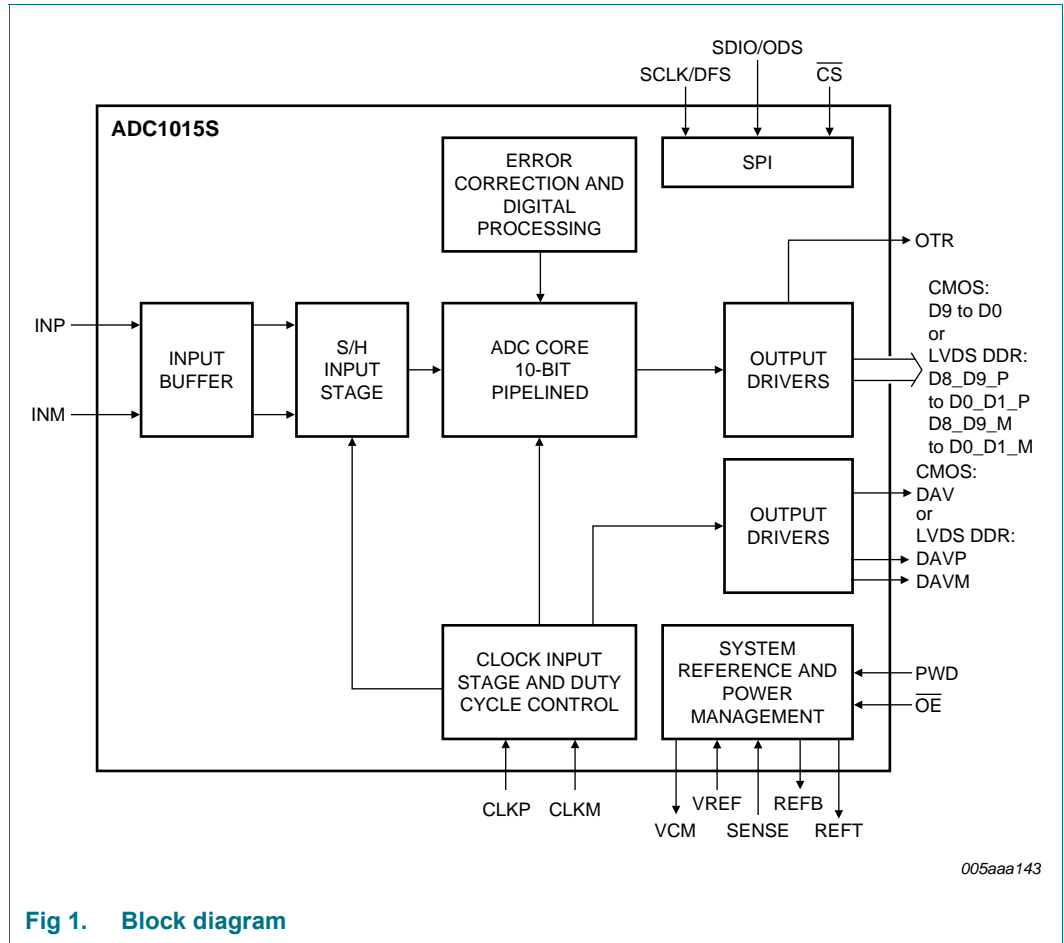 SDIO/ODS
SCLK/DFS
CS
ADC1015S
ERROR
CORRECTION AND
DIGITAL
PROCESSING
SPI
OTR
INP
INM
INPUT
BUFFER
S/H
INPUT
STAGE
ADC CORE
10-BIT
PIPELINED
OUTPUT
DRIVERS
CMOS:
D9 to D0
or
LVDS DDR:
D8_D9_P
to D0_D1_P
D8_D9_M
to D0_D1_M
OUTPUT
DRIVERS
CMOS:
DAV
or
LVDS DDR:
DAVP
DAVM
CLOCK INPUT
STAGE AND DUTY
CYCLE CONTROL
SYSTEM
REFERENCE AND
POWER
MANAGEMENT
PWD
OE
CLKP
CLKM
VCM
VREF
SENSE
REFB
REFT
005aaa143
Fig 1. Block diagram